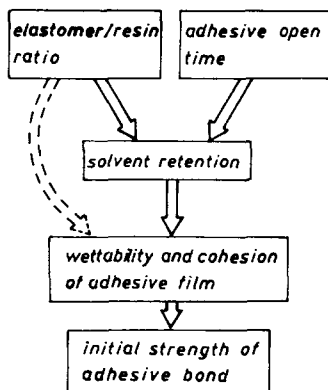 elastomer/resin
ratio
adhesive open
time
solvent retention
wettability and cohesion
of adhesive film
initial strength of
adhesive bond